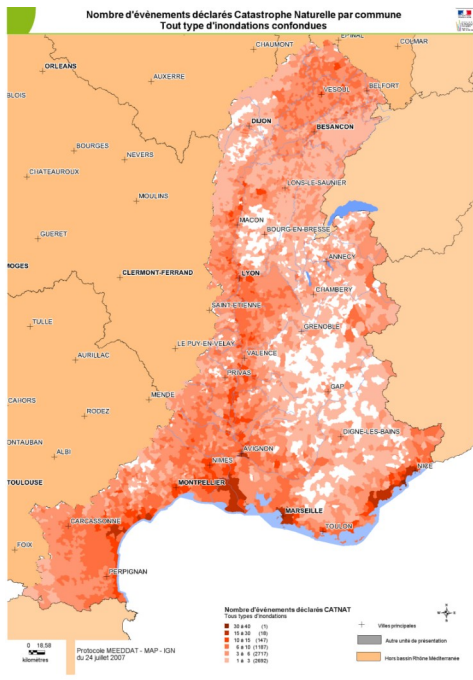 Nombre d'événements déclarés Catastrophe Naturelle par commune
Tout type d'inondations confondues
EPINAL
COLMAR
CHAUMONT
ORLEANS
AUXERRE
BLOIS
VESOUL
BELFORT
DIJON
BESANCON
BOURGES
NEVERS
CHATEAUROUX
LONS-LE-SAUNIER
MOULINS
MACON
BOURG-EN-BRESSE
GUERET
ANNECY
MOGES
CLERMONT-FERRAND
LYON
CHAMBERY
SAINT-ETIENNE
TULLE
GRENOBLE
LE-PUY-EN-VELAY
VALENCE
AURILLAC
PRIVAS
GAP
MENDE
CAHORS
RODEZ
DIGNE-LES-BAINS
ONTAUBAN
ALBI
AVIGNON
NIMES
NICE
TOULOUSE
MONTPELLIER
MARSEILLE
CARCASSONNE
TOULON
FOIX
PERPIGNAN
Nombre d'événements déclarés CATNAT
Tous types d'inondations
30 à 40 (1)
15 à 30 (16)
10 à 15 (147)
6 à 10 (1187)
3 à 6 (2717)
1 à 3 (2692)
Villes principales
Autre unité de présentation
Hors bassin Rhône Méditerranée
0 18,58
kilomètres
Protocole MEEDDAT - MAP - IGN
du 24 juillet 2007